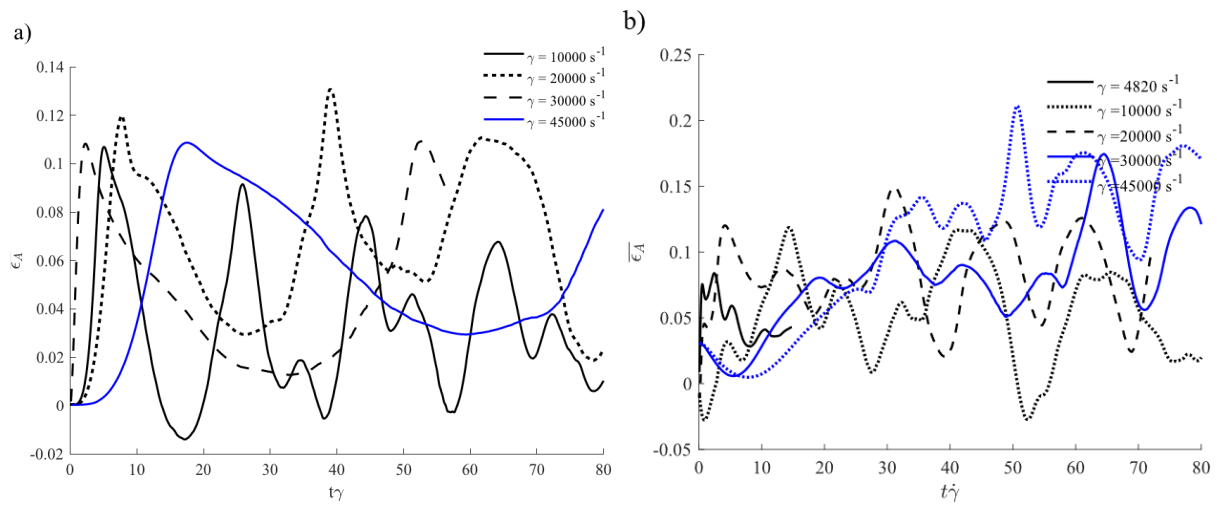 a)
γ = 10000 s-1
γ = 20000 s-1
γ = 30000 s-1
γ = 45000 s-1
0.14
0.12
0.1
0.08
0.06
0.04
0.02
0
-0.02
ϵA
0 10 20 30 40 50 60 70 80
tγ
b)
γ = 4820 s-1
γ =10000 s-1
γ = 20000 s-1
γ = 30000 s-1
γ = 45000 s-1
0.25
0.2
0.15
0.1
0.05
0
-0.05
ϵ̅A
0 10 20 30 40 50 60 70 80
tγ̇